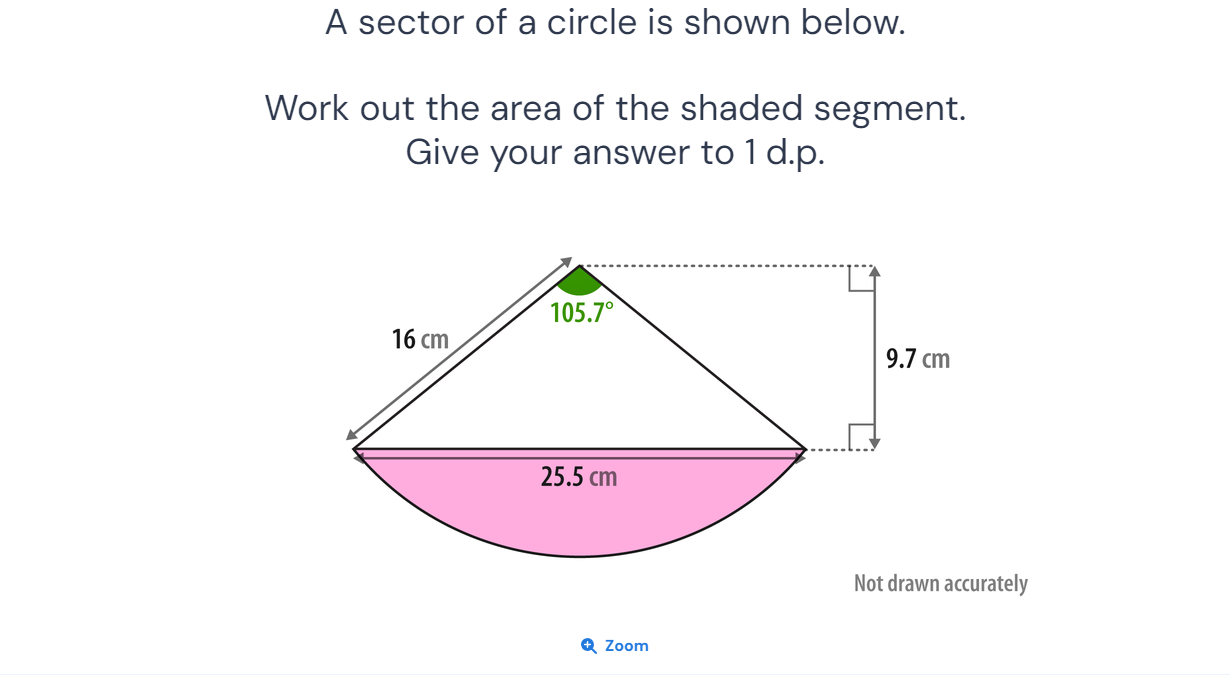 A sector of a circle is shown below.
Work out the area of the shaded segment.
Give your answer to 1 d.p.
105.7°
16 cm
9.7 cm
25.5 cm
Not drawn accurately
Zoom